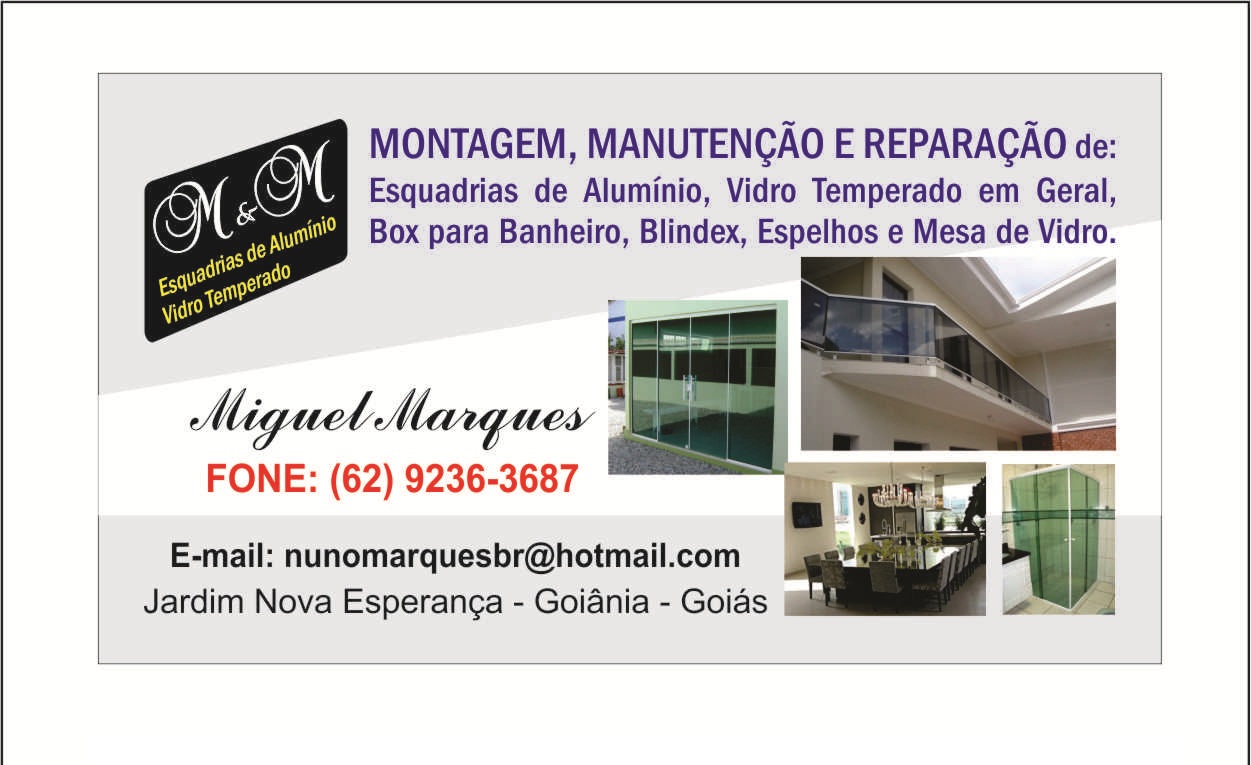 M & M
Esquadrias de Alumínio
Vidro Temperado
MONTAGEM, MANUTENÇÃO E REPARAÇÃO de:
Esquadrias de Alumínio, Vidro Temperado em Geral,
Box para Banheiro, Blindex, Espelhos e Mesa de Vidro.
Miguel Marques
FONE: (62) 9236-3687
E-mail: nunomarquesbr@hotmail.com
Jardim Nova Esperança - Goiânia - Goiás